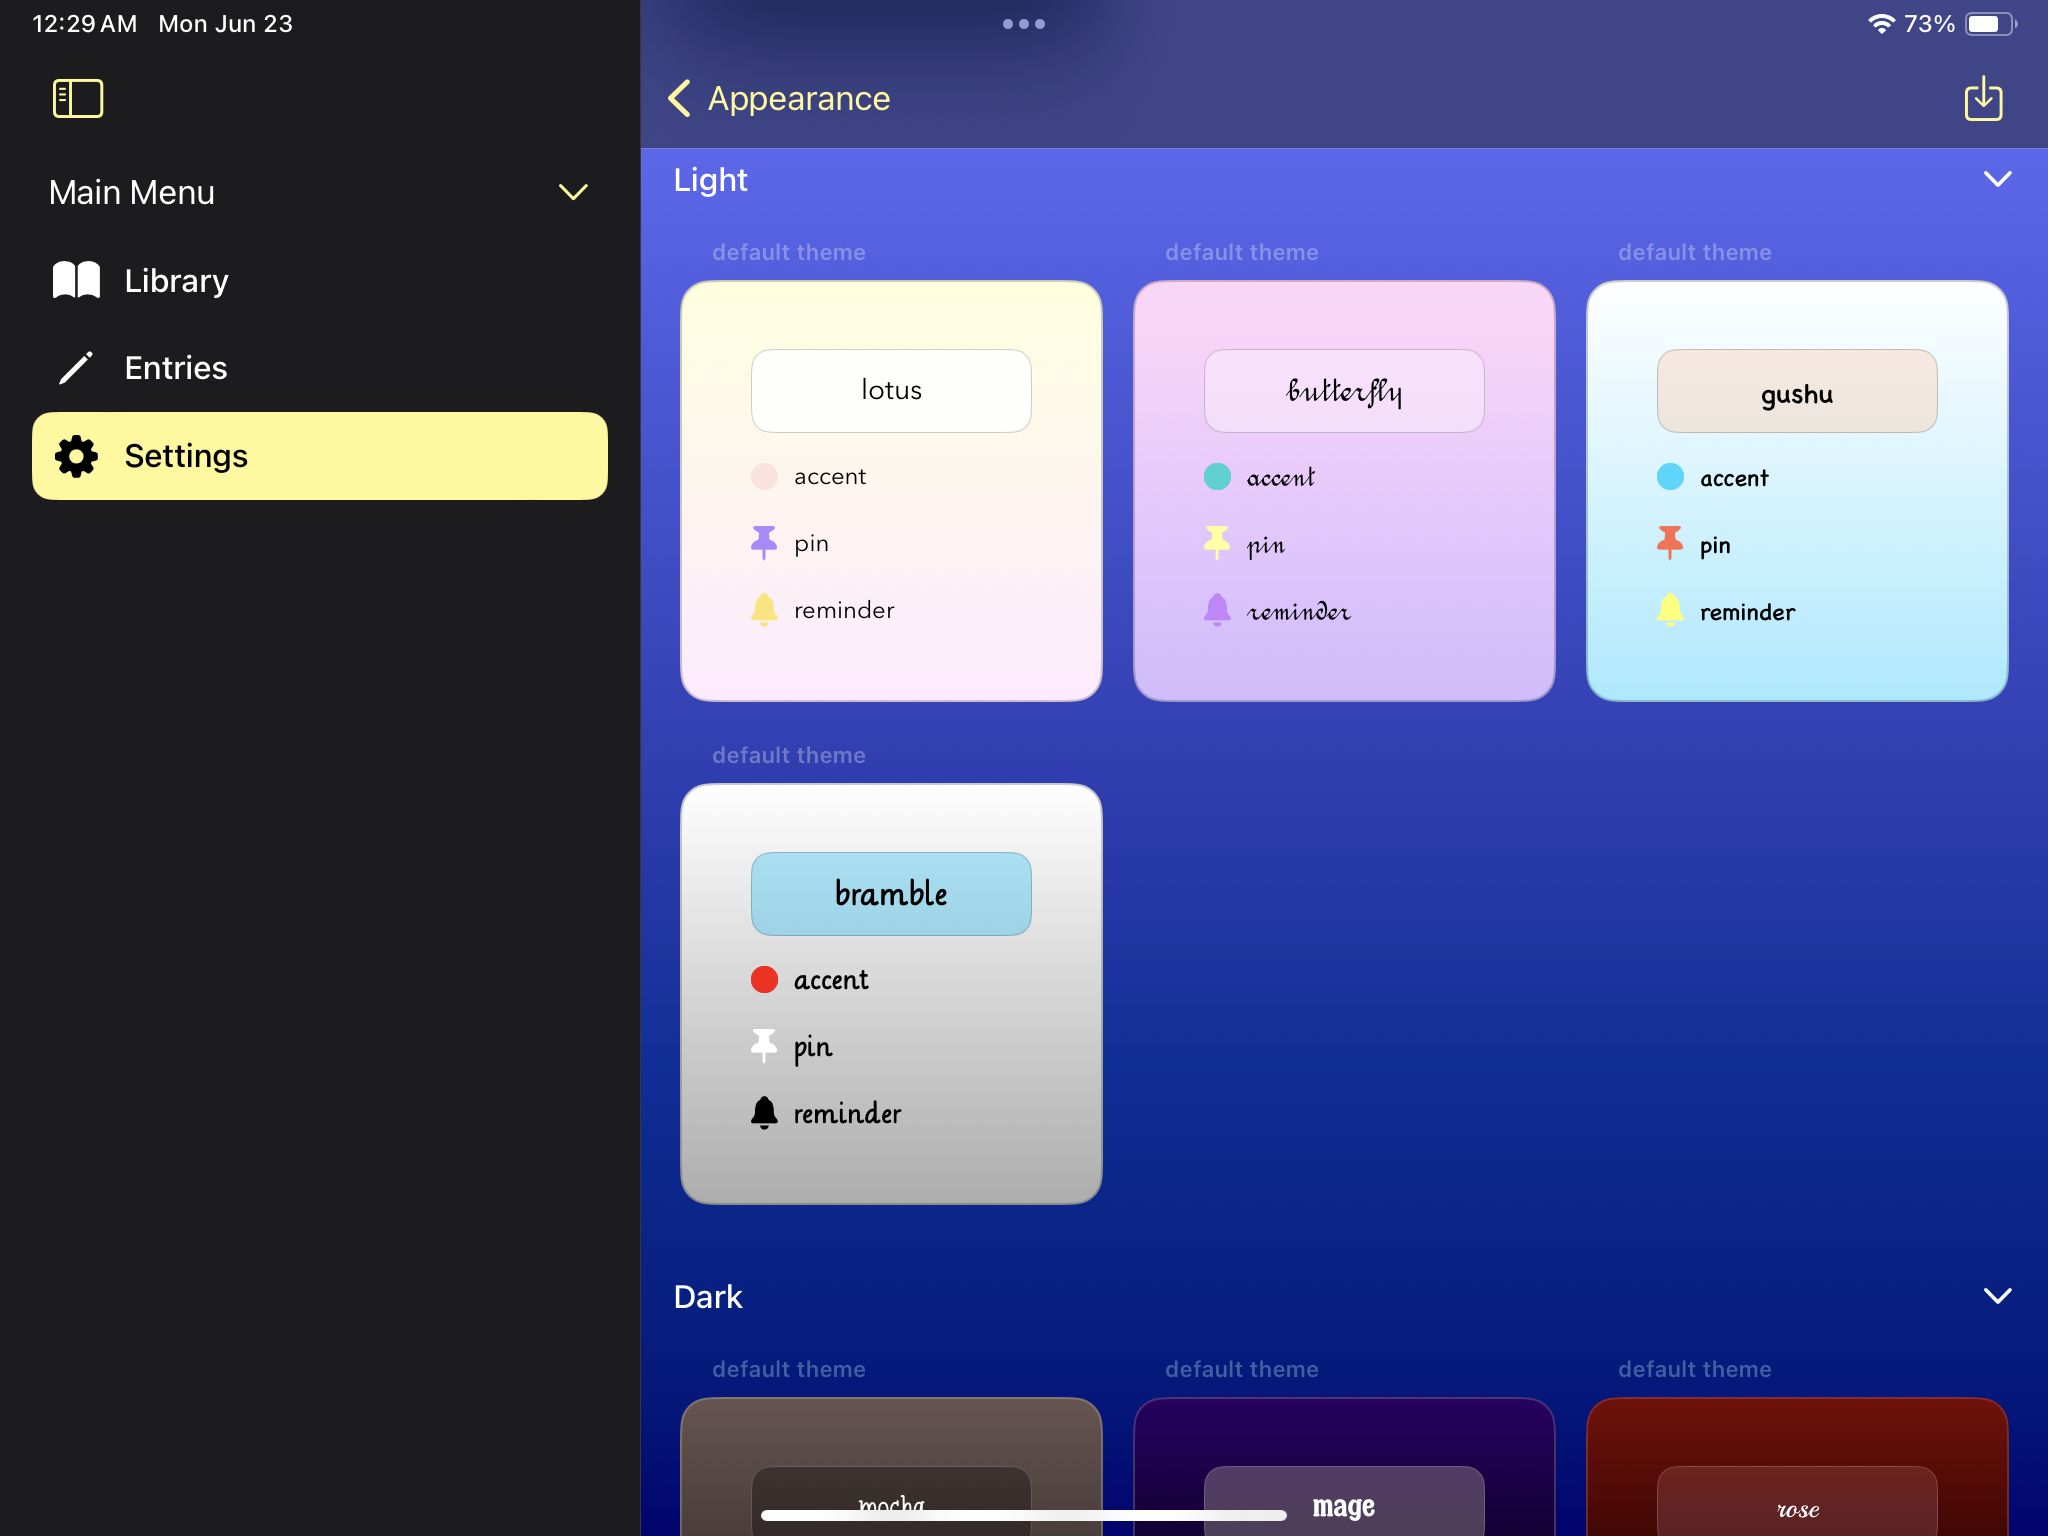 12:29 AM Mon Jun 23
73%
Main Menu
Library
Entries
Settings
Appearance
Light
default theme
default theme
default theme
lotus
accent
pin
reminder
butterfly
accent
pin
reminder
gushu
accent
pin
reminder
default theme
bramble
accent
pin
reminder
Dark
default theme
default theme
default theme
mocha
mage
rose